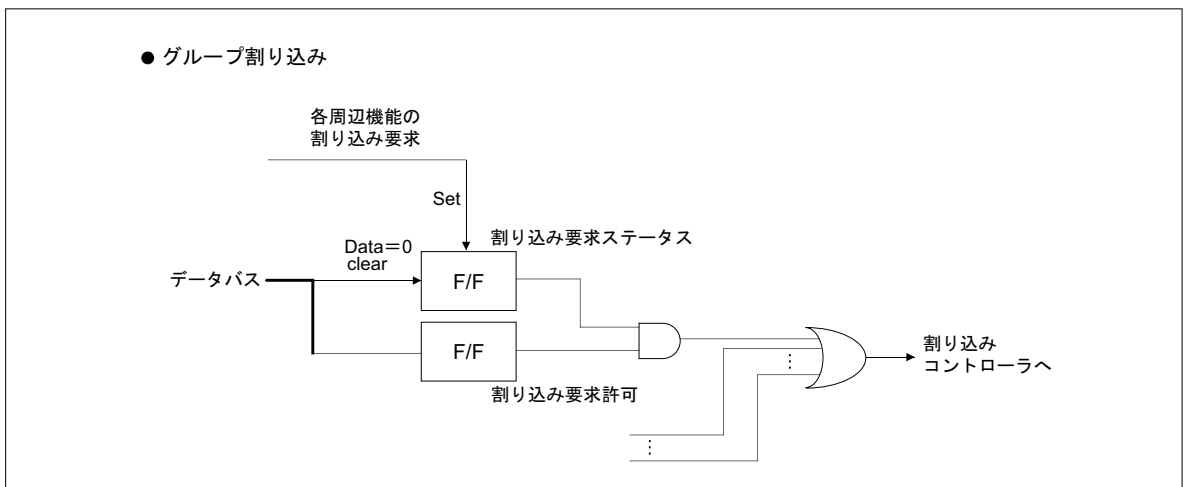 ● グループ割り込み
各周辺機能の
割り込み要求
Set
割り込み要求ステータス
Data＝0
clear
データバス
F/F
F/F
割り込み要求許可
割り込み
コントローラへ